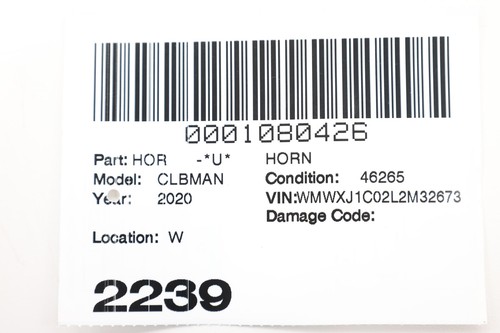 0001080426
Part: HOR -*U* HORN
Model: CLBMAN Condition: 46265
Year: 2020 VIN:WMWXJ1C02L2M32673
Damage Code:
Location: W
2239